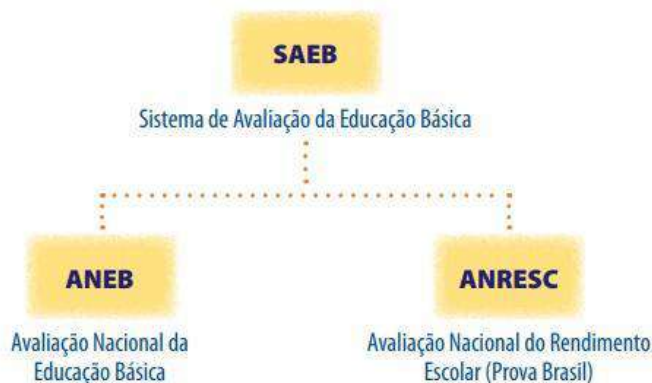 SAEB
Sistema de Avaliação da Educação Básica
ANEB
Avaliação Nacional da
Educação Básica
ANRESC
Avaliação Nacional do Rendimento
Escolar (Prova Brasil)